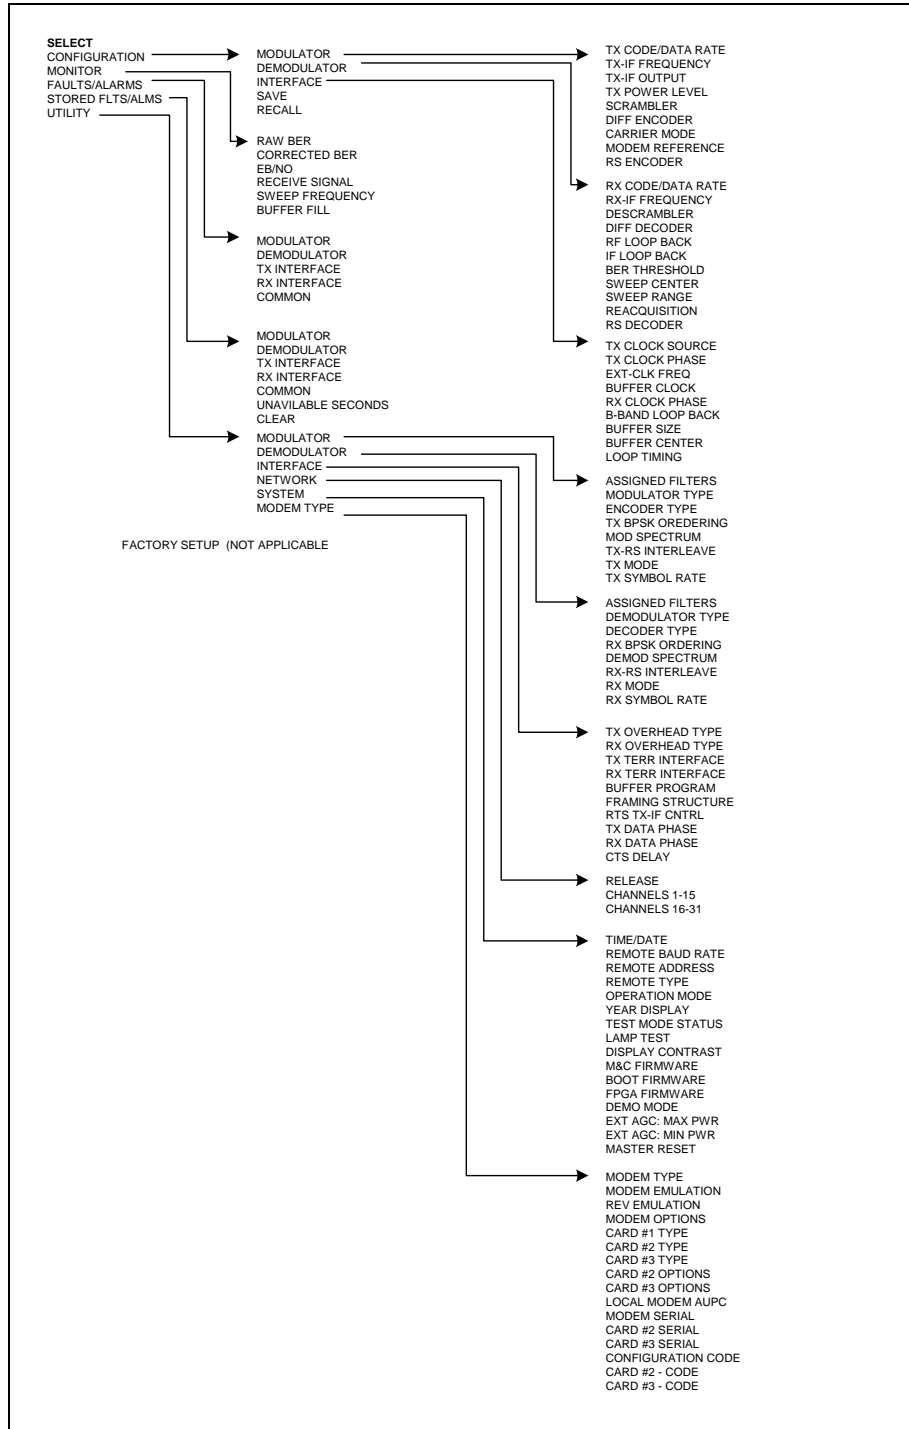 SELECT
CONFIGURATION
MONITOR
FAULTS/ALARMS
STORED FLTS/ALMS
UTILITY
MODULATOR
DEMODULATOR
INTERFACE
SAVE
RECALL
RAW BER
CORRECTED BER
EB/NO
RECEIVE SIGNAL
SWEEP FREQUENCY
BUFFER FILL
MODULATOR
DEMODULATOR
TX INTERFACE
RX INTERFACE
COMMON
MODULATOR
DEMODULATOR
TX INTERFACE
RX INTERFACE
COMMON
UNAVILABLE SECONDS
CLEAR
MODULATOR
DEMODULATOR
INTERFACE
NETWORK
SYSTEM
MODEM TYPE
FACTORY SETUP (NOT APPLICABLE
TX CODE/DATA RATE
TX-IF FREQUENCY
TX-IF OUTPUT
TX POWER LEVEL
SCRAMBLER
DIFF ENCODER
CARRIER MODE
MODEM REFERENCE
RS ENCODER
RX CODE/DATA RATE
RX-IF FREQUENCY
DESCRAMBLER
DIFF DECODER
RF LOOP BACK
IF LOOP BACK
BER THRESHOLD
SWEEP CENTER
SWEEP RANGE
REACQUISITION
RS DECODER
TX CLOCK SOURCE
TX CLOCK PHASE
EXT-CLK FREQ
BUFFER CLOCK
RX CLOCK PHASE
B-BAND LOOP BACK
BUFFER SIZE
BUFFER CENTER
LOOP TIMING
ASSIGNED FILTERS
MODULATOR TYPE
ENCODER TYPE
TX BPSK OREDERING
MOD SPECTRUM
TX-RS INTERLEAVE
TX MODE
TX SYMBOL RATE
ASSIGNED FILTERS
DEMODULATOR TYPE
DECODER TYPE
RX BPSK ORDERING
DEMOD SPECTRUM
RX-RS INTERLEAVE
RX MODE
RX SYMBOL RATE
TX OVERHEAD TYPE
RX OVERHEAD TYPE
TX TERR INTERFACE
RX TERR INTERFACE
BUFFER PROGRAM
FRAMING STRUCTURE
RTS TX-IF CNTRL
TX DATA PHASE
RX DATA PHASE
CTS DELAY
RELEASE
CHANNELS 1-15
CHANNELS 16-31
TIME/DATE
REMOTE BAUD RATE
REMOTE ADDRESS
REMOTE TYPE
OPERATION MODE
YEAR DISPLAY
TEST MODE STATUS
LAMP TEST
DISPLAY CONTRAST
M&C FIRMWARE
BOOT FIRMWARE
FPGA FIRMWARE
DEMO MODE
EXT AGC: MAX PWR
EXT AGC: MIN PWR
MASTER RESET
MODEM TYPE
MODEM EMULATION
REV EMULATION
MODEM OPTIONS
CARD #1 TYPE
CARD #2 TYPE
CARD #3 TYPE
CARD #2 OPTIONS
CARD #3 OPTIONS
LOCAL MODEM AUPC
MODEM SERIAL
CARD #2 SERIAL
CARD #3 SERIAL
CONFIGURATION CODE
CARD #2 - CODE
CARD #3 - CODE